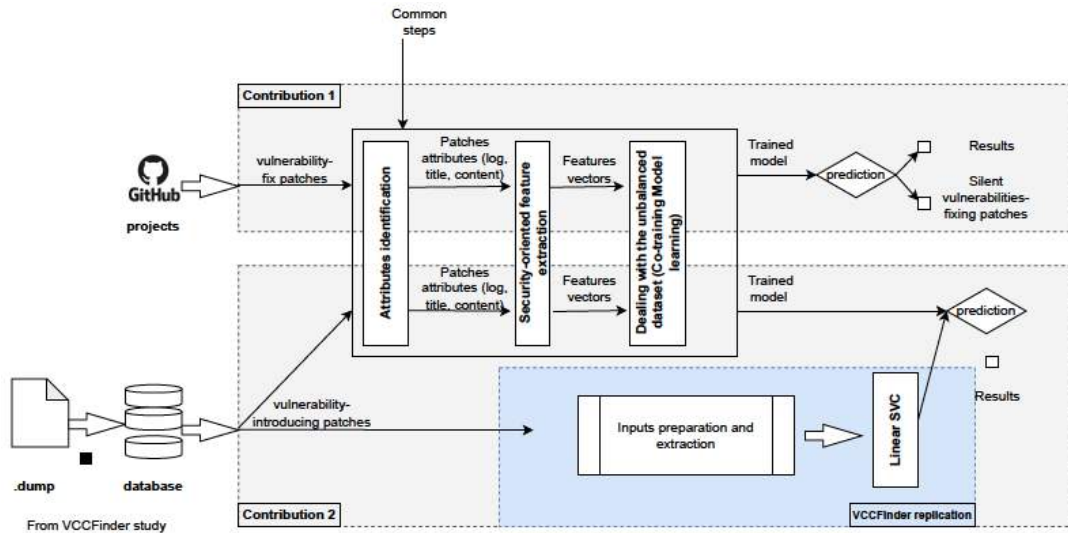 Common
steps
Contribution 1
GitHub
projects
vulnerability-
fix patches
Attributes identification
Patches
attributes (log,
title, content)
Security-oriented feature
extraction
Features
vectors
Dealing with the unbalanced
dataset (Co-training Model
learning)
Trained
model
prediction
Results
Silent
vulnerabilities-
fixing patches
Patches
attributes (log,
title, content)
Features
vectors
Trained
model
prediction
Results
.dump
database
From VCCFinder study
vulnerability-
introducing patches
Inputs preparation and
extraction
Linear SVC
VCCFinder replication
Contribution 2